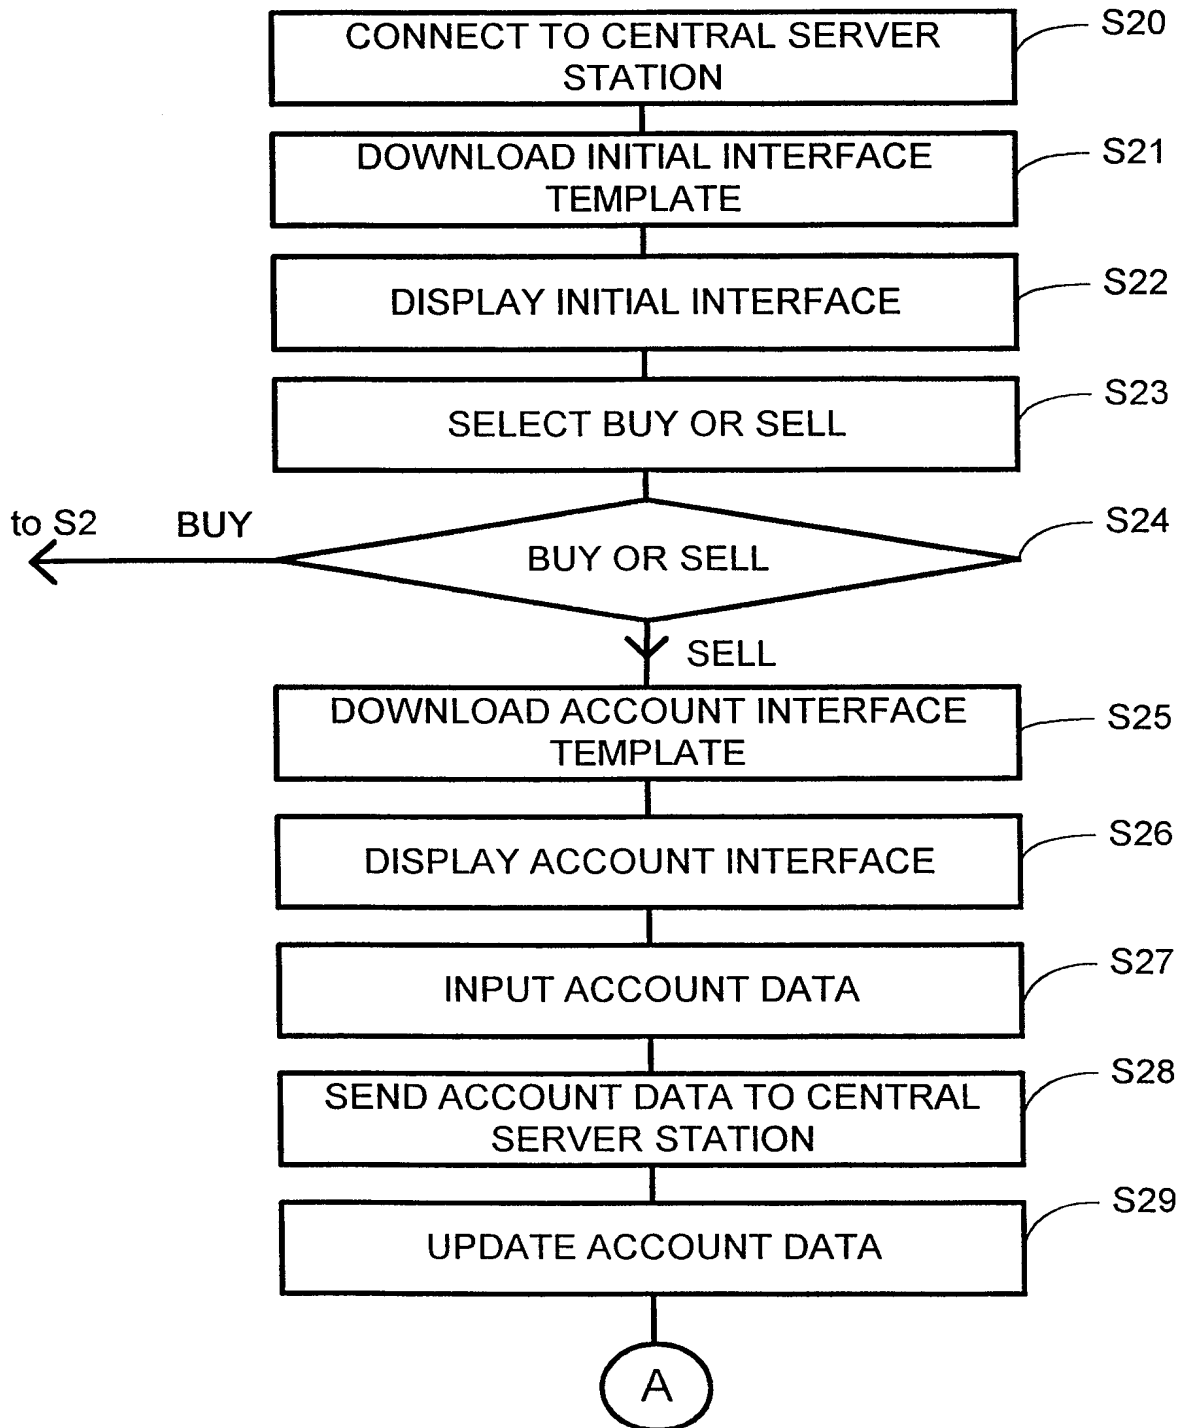 CONNECT TO CENTRAL SERVER
STATION
S20
DOWNLOAD INITIAL INTERFACE
TEMPLATE
S21
DISPLAY INITIAL INTERFACE
S22
SELECT BUY OR SELL
S23
to S2
BUY
BUY OR SELL
S24
SELL
DOWNLOAD ACCOUNT INTERFACE
TEMPLATE
S25
DISPLAY ACCOUNT INTERFACE
S26
INPUT ACCOUNT DATA
S27
SEND ACCOUNT DATA TO CENTRAL
SERVER STATION
S28
UPDATE ACCOUNT DATA
S29
A